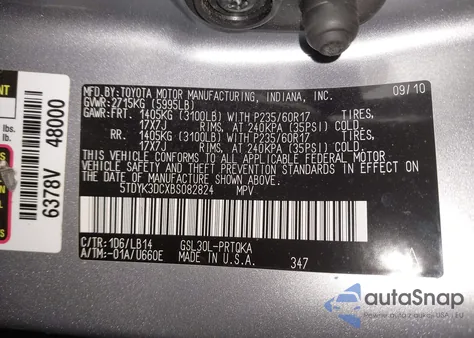 MFD.BY:TOYOTA MOTOR MANUFACTURING, INDIANA, INC. 09/10
GVWR:2715KG (5995LB)
GAWR:FRT. 1405KG (3100LB) WITH P235/60R17 TIRES,
17X7J RIMS, AT 240KPA (35PSI) COLD.
RR. 1405KG (3100LB) WITH P235/60R17 TIRES,
17X7J RIMS, AT 240KPA (35PSI) COLD.
THIS VEHICLE CONFORMS TO ALL APPLICABLE FEDERAL MOTOR VEHICLE
SAFETY, BUMPER, AND THEFT PREVENTION STANDARDS IN EFFECT ON
THE DATE OF MANUFACTURE SHOWN ABOVE.
5TDYK3DCXBS082824 MPV
C/TR:1D6/LB14 GSL30L-PRTQKA
A/TM:-01A/U660E MADE IN U.S.A. 347
lbs.
lbs.
6378V 48000
autoSnap